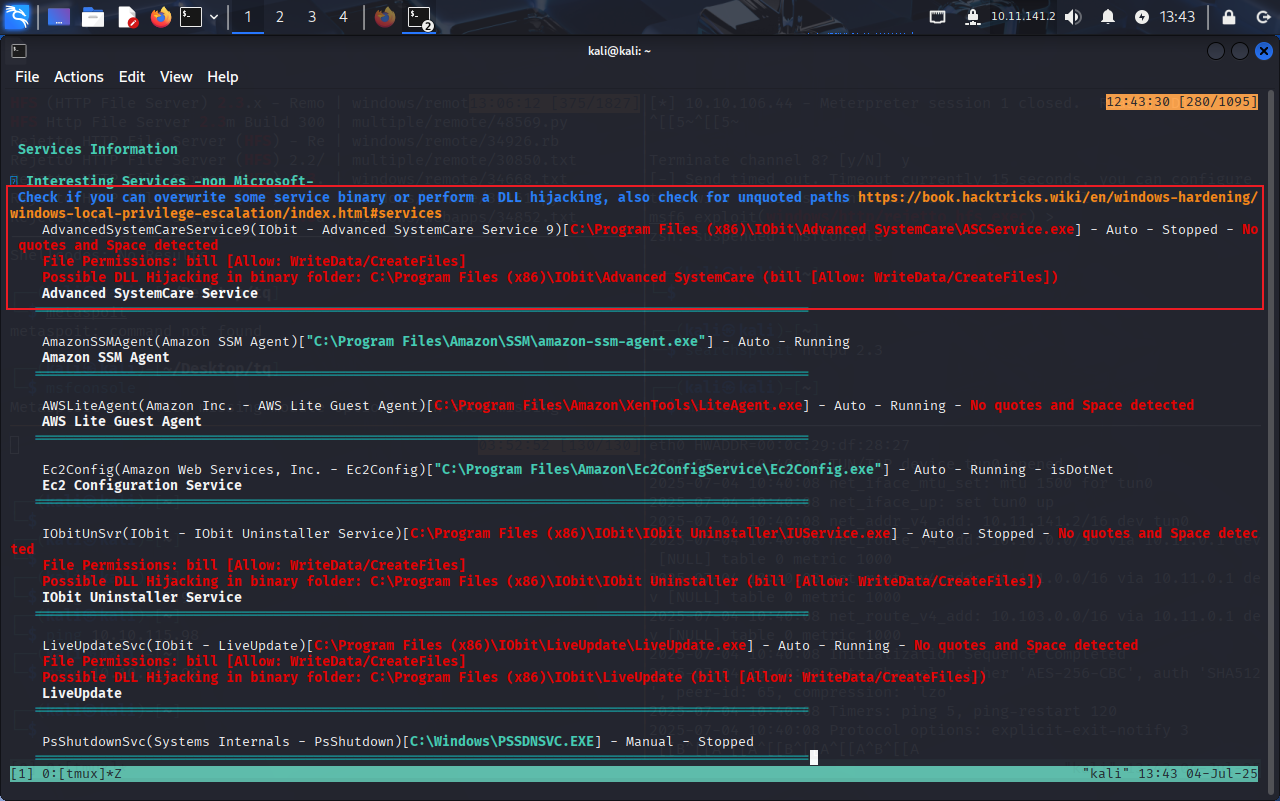 1 2 3 4 2 10.11.141.2 13:43
kali@kali: ~
File Actions Edit View Help
12:43:30 [280/1095]
Services Information
Interesting Services -non Microsoft-
Check if you can overwrite some service binary or perform a DLL hijacking, also check for unquoted paths https://book.hacktricks.wiki/en/windows-hardening/
windows-local-privilege-escalation/index.html#services
AdvancedSystemCareService9(IObit - Advanced SystemCare Service 9)[C:\Program Files (x86)\IObit\Advanced SystemCare\ASCService.exe] - Auto - Stopped - No
quotes and Space detected
File Permissions: bill [Allow: WriteData/CreateFiles]
Possible DLL Hijacking in binary folder: C:\Program Files (x86)\IObit\Advanced SystemCare (bill [Allow: WriteData/CreateFiles])
Advanced SystemCare Service
AmazonSSMAgent(Amazon SSM Agent)["C:\Program Files\Amazon\SSM\amazon-ssm-agent.exe"] - Auto - Running
Amazon SSM Agent
AWSLiteAgent(Amazon Inc. - AWS Lite Guest Agent)[C:\Program Files\Amazon\XenTools\LiteAgent.exe] - Auto - Running - No quotes and Space detected
AWS Lite Guest Agent
Ec2Config(Amazon Web Services, Inc. - Ec2Config)["C:\Program Files\Amazon\Ec2ConfigService\Ec2Config.exe"] - Auto - Running - isDotNet
Ec2 Configuration Service
IObitUnSvr(IObit - IObit Uninstaller Service)[C:\Program Files (x86)\IObit\IObit Uninstaller\IUService.exe] - Auto - Stopped - No quotes and Space detec
ted
File Permissions: bill [Allow: WriteData/CreateFiles]
Possible DLL Hijacking in binary folder: C:\Program Files (x86)\IObit\IObit Uninstaller (bill [Allow: WriteData/CreateFiles])
IObit Uninstaller Service
LiveUpdateSvc(IObit - LiveUpdate)[C:\Program Files (x86)\IObit\LiveUpdate\LiveUpdate.exe] - Auto - Running - No quotes and Space detected
File Permissions: bill [Allow: WriteData/CreateFiles]
Possible DLL Hijacking in binary folder: C:\Program Files (x86)\IObit\LiveUpdate (bill [Allow: WriteData/CreateFiles])
LiveUpdate
PsShutdownSvc(Systems Internals - PsShutdown)[C:\Windows\PSSDNSVC.EXE] - Manual - Stopped
[1] 0:[tmux]*Z "kali" 13:43 04-Jul-25